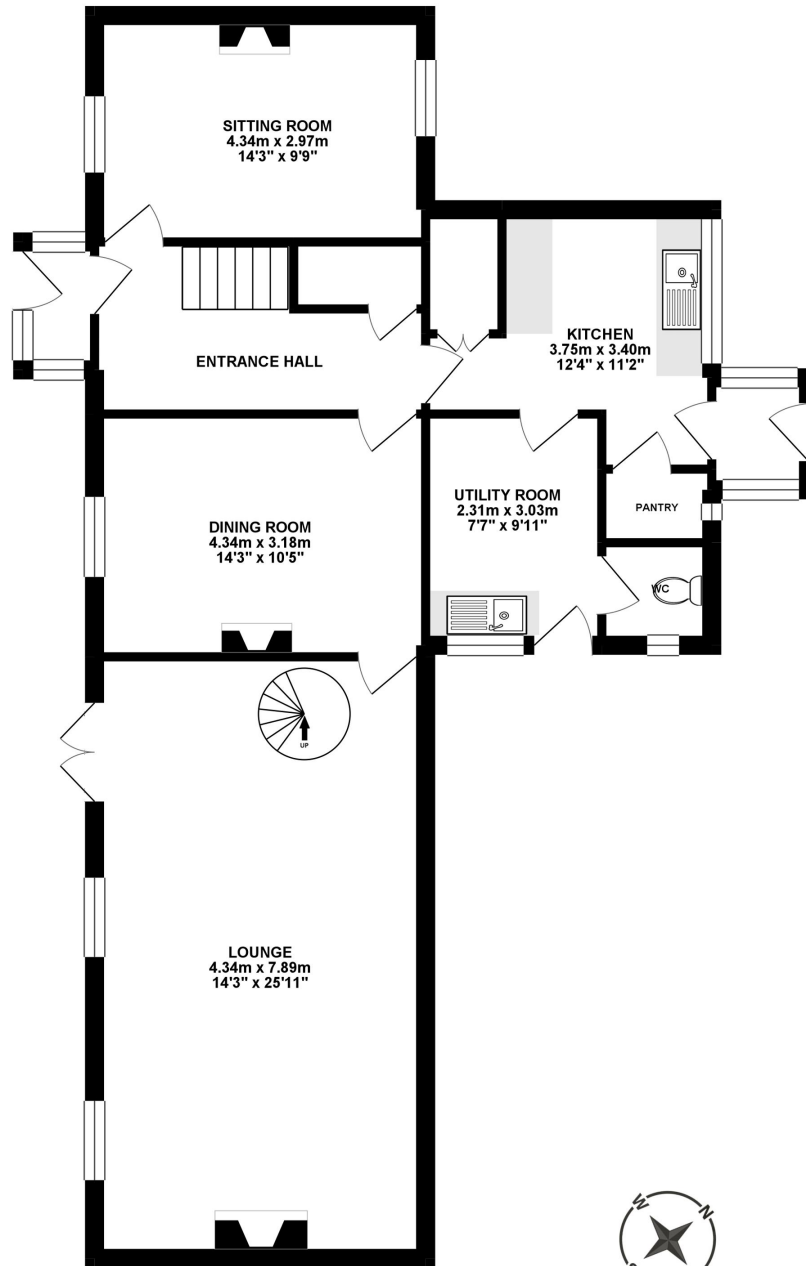 SITTING ROOM
4.34m x 2.97m
14'3" x 9'9"
KITCHEN
3.75m x 3.40m
12'4" x 11'2"
ENTRANCE HALL
UTILITY ROOM
2.31m x 3.03m
7'7" x 9'11"
PANTRY
DINING ROOM
4.34m x 3.18m
14'3" x 10'5"
WC
UP
LOUNGE
4.34m x 7.89m
14'3" x 25'11"
W
N